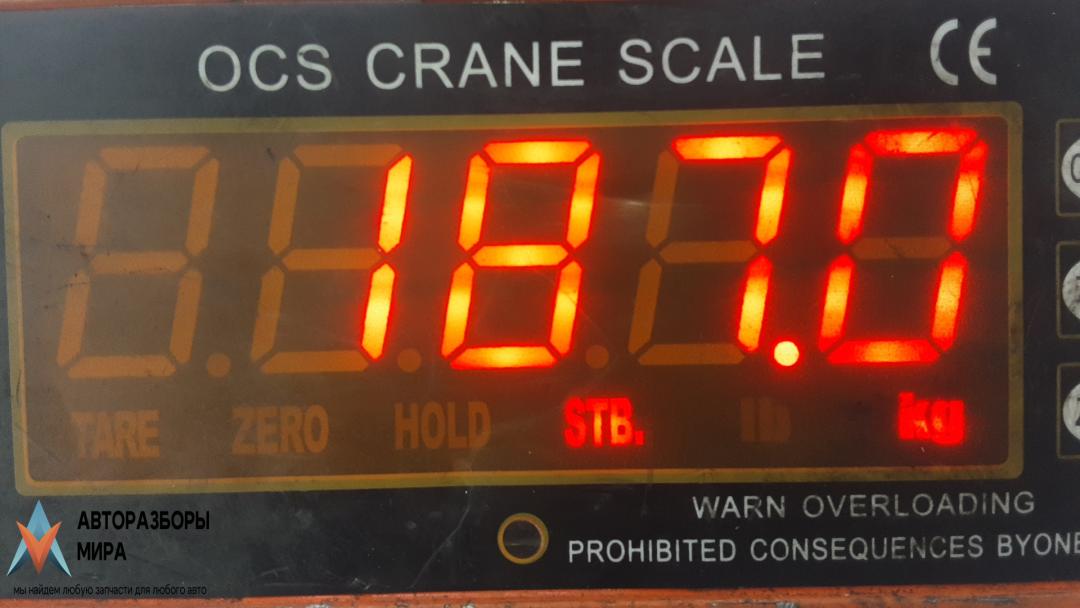 OCS CRANE SCALE CE
187.0
TARE ZERO HOLD STB. lb kg
WARN OVERLOADING
PROHIBITED CONSEQUENCES BYONE
АВТОРАЗБОРЫ
МИРА
мы найдем любую запчасти для любого авто